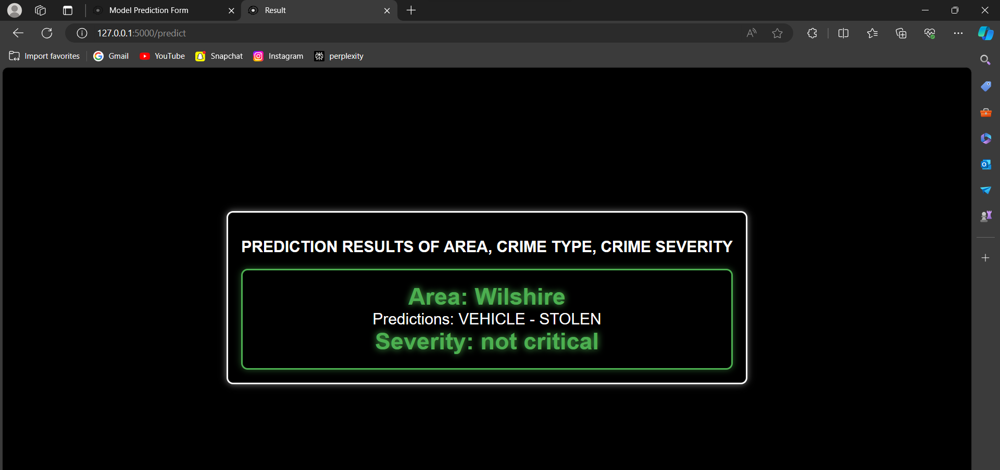 Model Prediction Form
Result
127.0.0.1:5000/predict
Import favorites
Gmail
YouTube
Snapchat
Instagram
perplexity
PREDICTION RESULTS OF AREA, CRIME TYPE, CRIME SEVERITY
Area: Wilshire
Predictions: VEHICLE - STOLEN
Severity: not critical